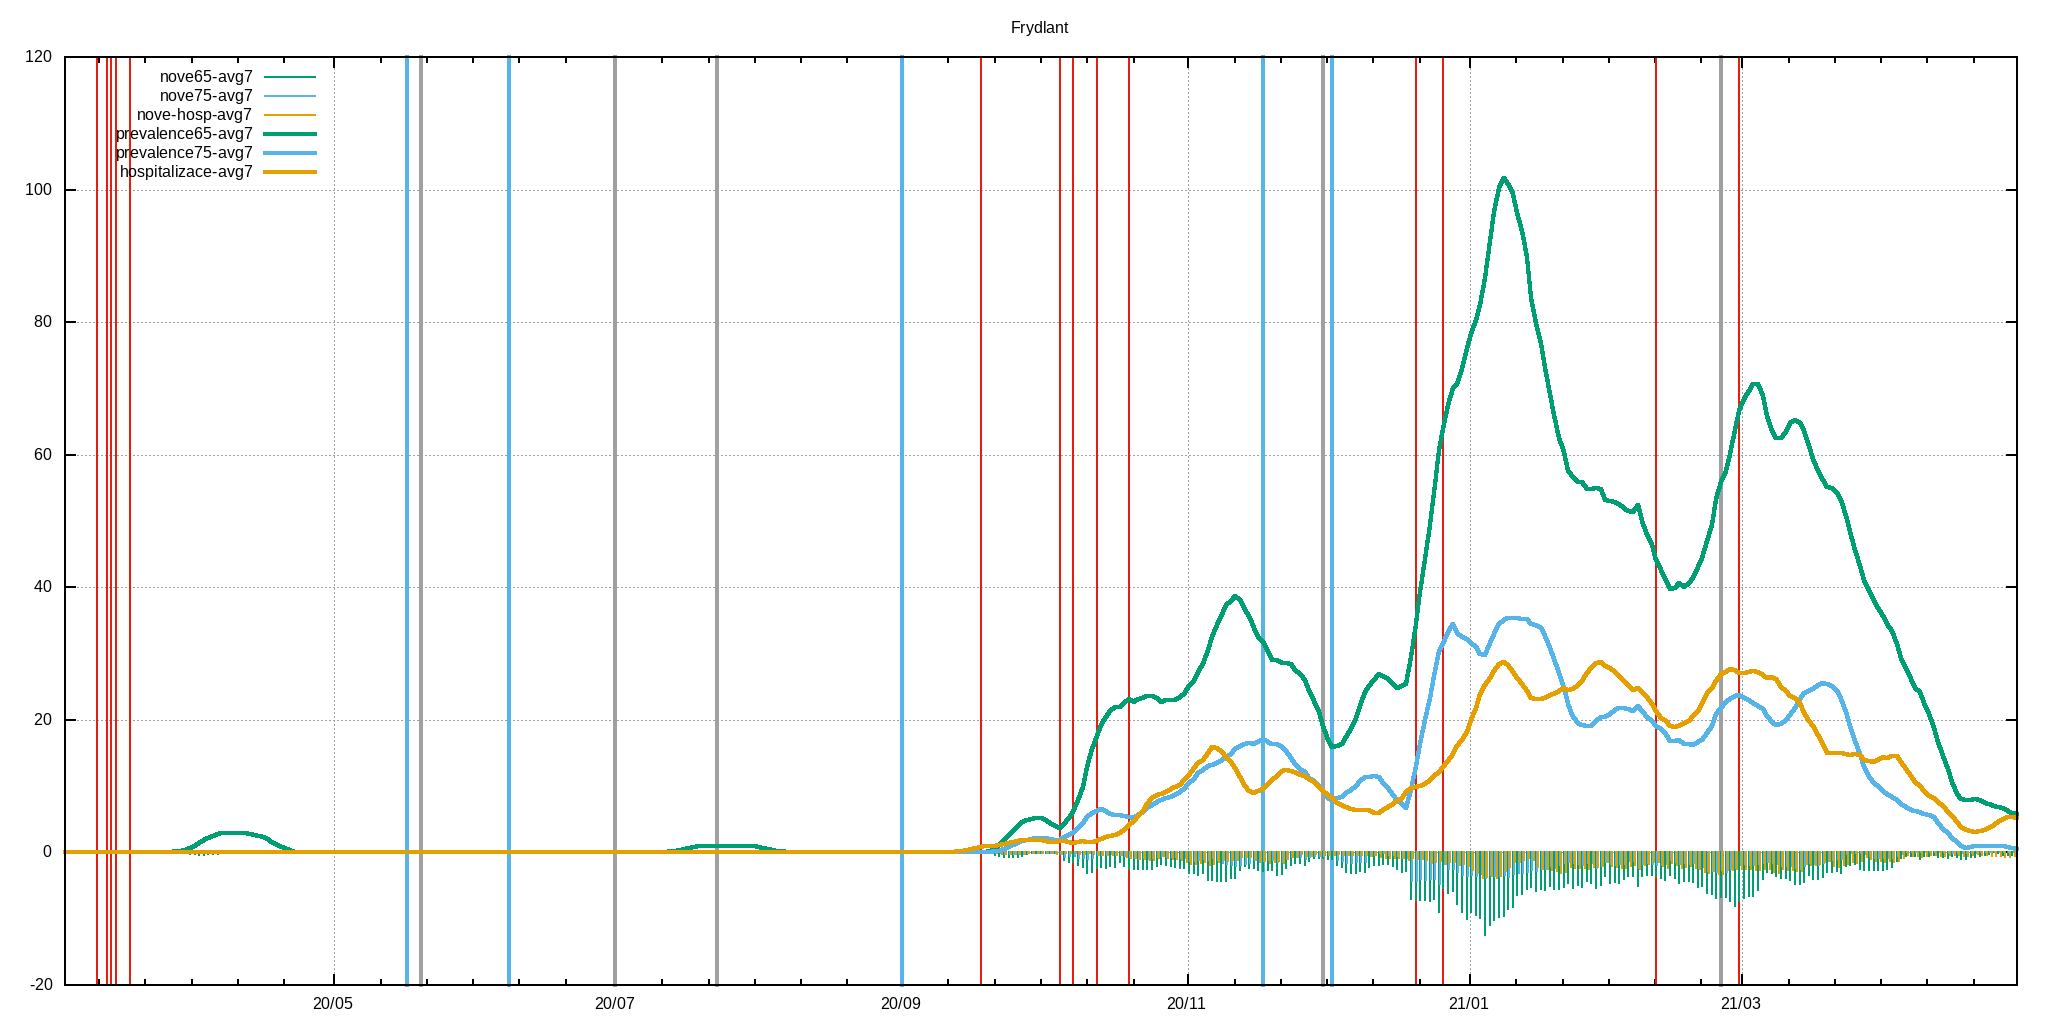 Frydlant
120
nove65-avg7
nove75-avg7
nove-hosp-avg7
prevalence65-avg7
prevalence75-avg7
hospitalizace-avg7
100
80
60
40
20
0
-20
20/05
20/07
20/09
20/11
21/01
21/03